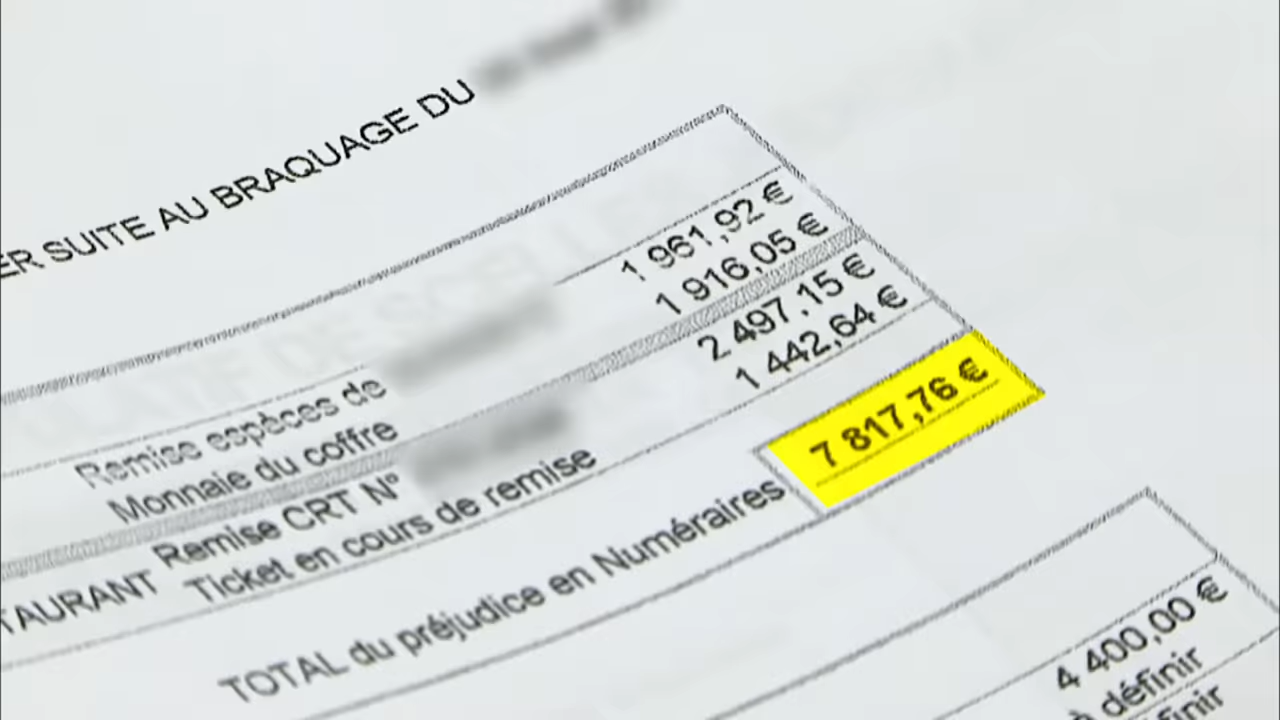 ER SUITE AU BRAQUAGE DU
Remise espèces de 1 961,92 €
Monnaie du coffre 1 916,05 €
TAURANT Remise CRT N° 2 497,15 €
Ticket en cours de remise 1 442,64 €
TOTAL du préjudice en Numéraires 7 817,76 €
4 400,00 €
à définir
finir